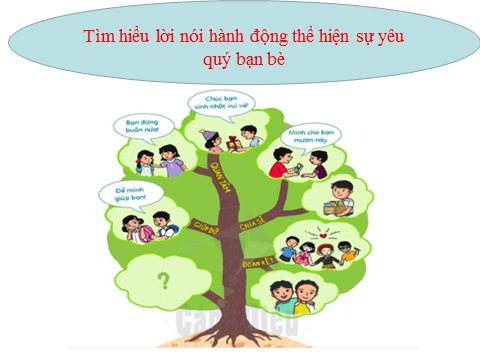 Tìm hiểu lời nói hành động thể hiện sự yêu
quý bạn bè
Chúc bạn
sinh nhật vui vẻ!
Bạn đừng
buồn nữa!
Mình cho bạn
mượn này
Để mình
giúp bạn!
QUAN TÂM
GIÚP ĐỠ
CHIA SẺ
ĐOÀN KẾT
?